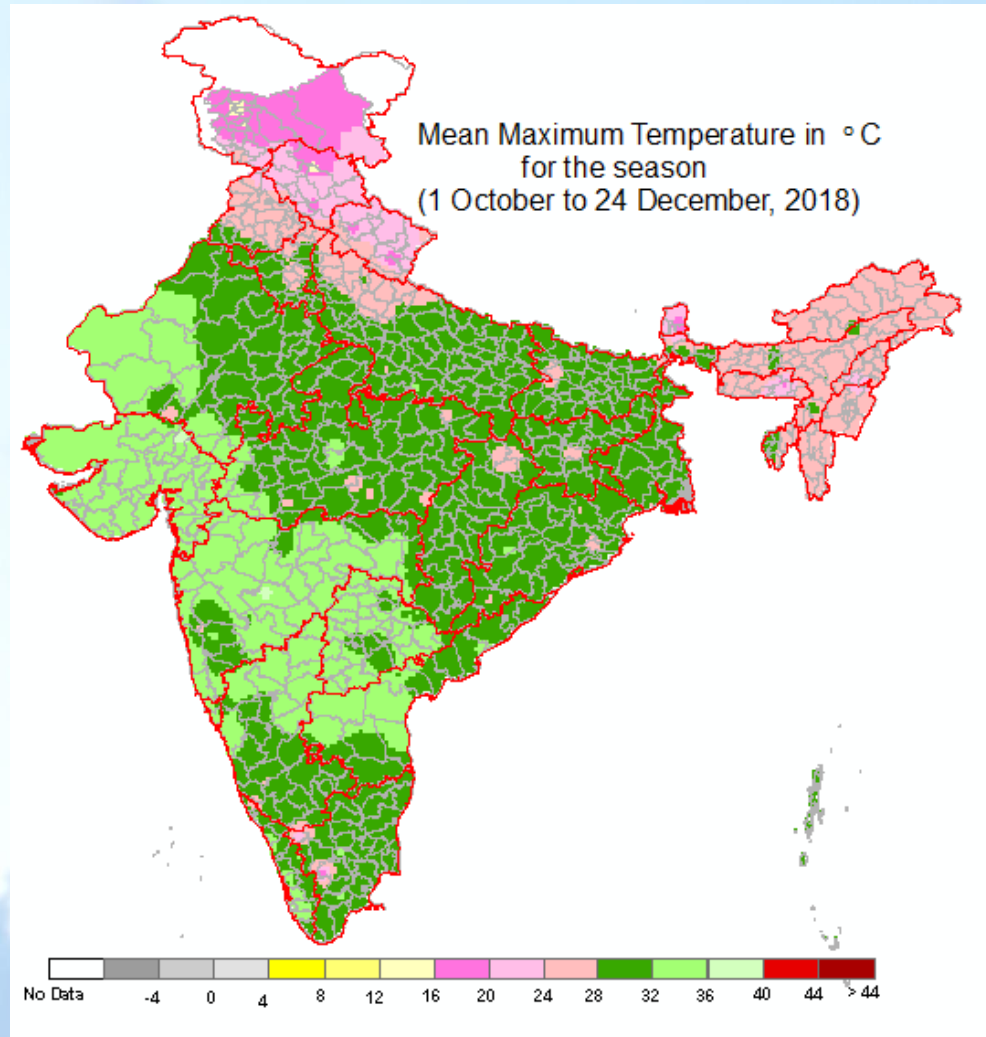 Mean Maximum Temperature in °C
for the season
(1 October to 24 December, 2018)
No Data -4 0 4 8 12 16 20 24 28 32 36 40 44 > 44